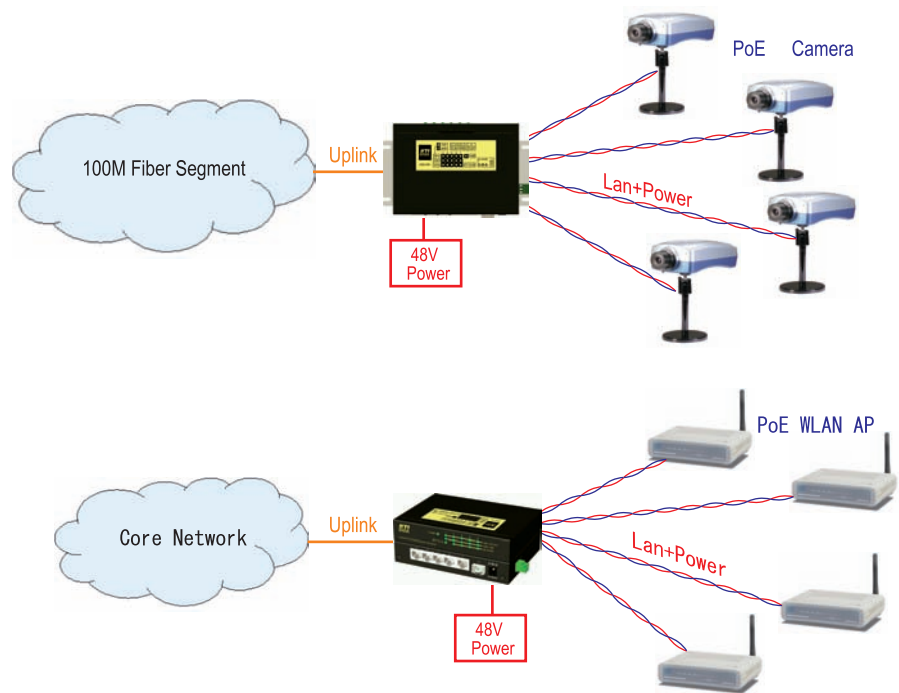 PoE Camera
100M Fiber Segment
Uplink
Lan+Power
48V
Power
PoE WLAN AP
Core Network
Uplink
KTI
Lan+Power
48V
Power